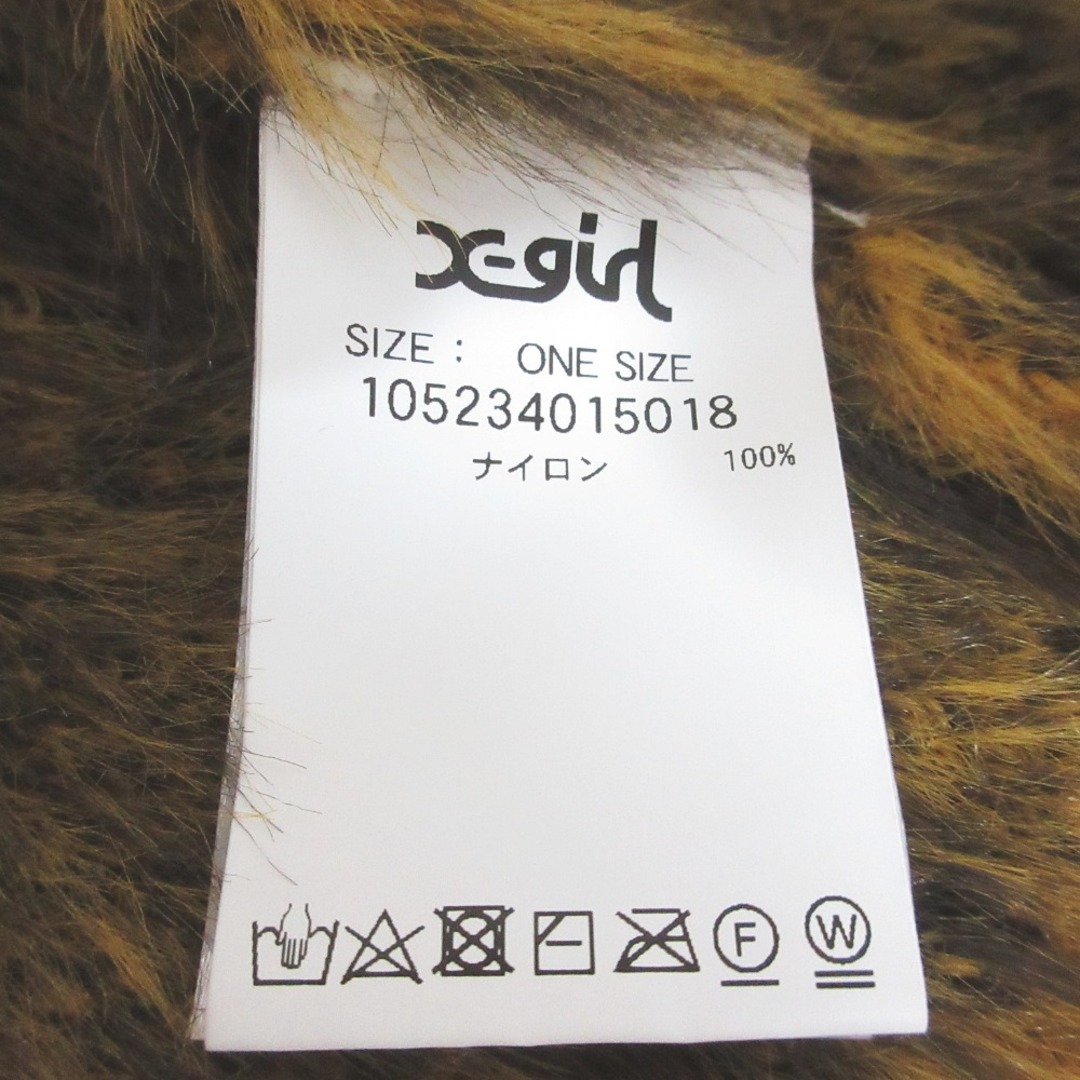 X-girl
SIZE : ONE SIZE
105234015018
ナイロン 100%
F W